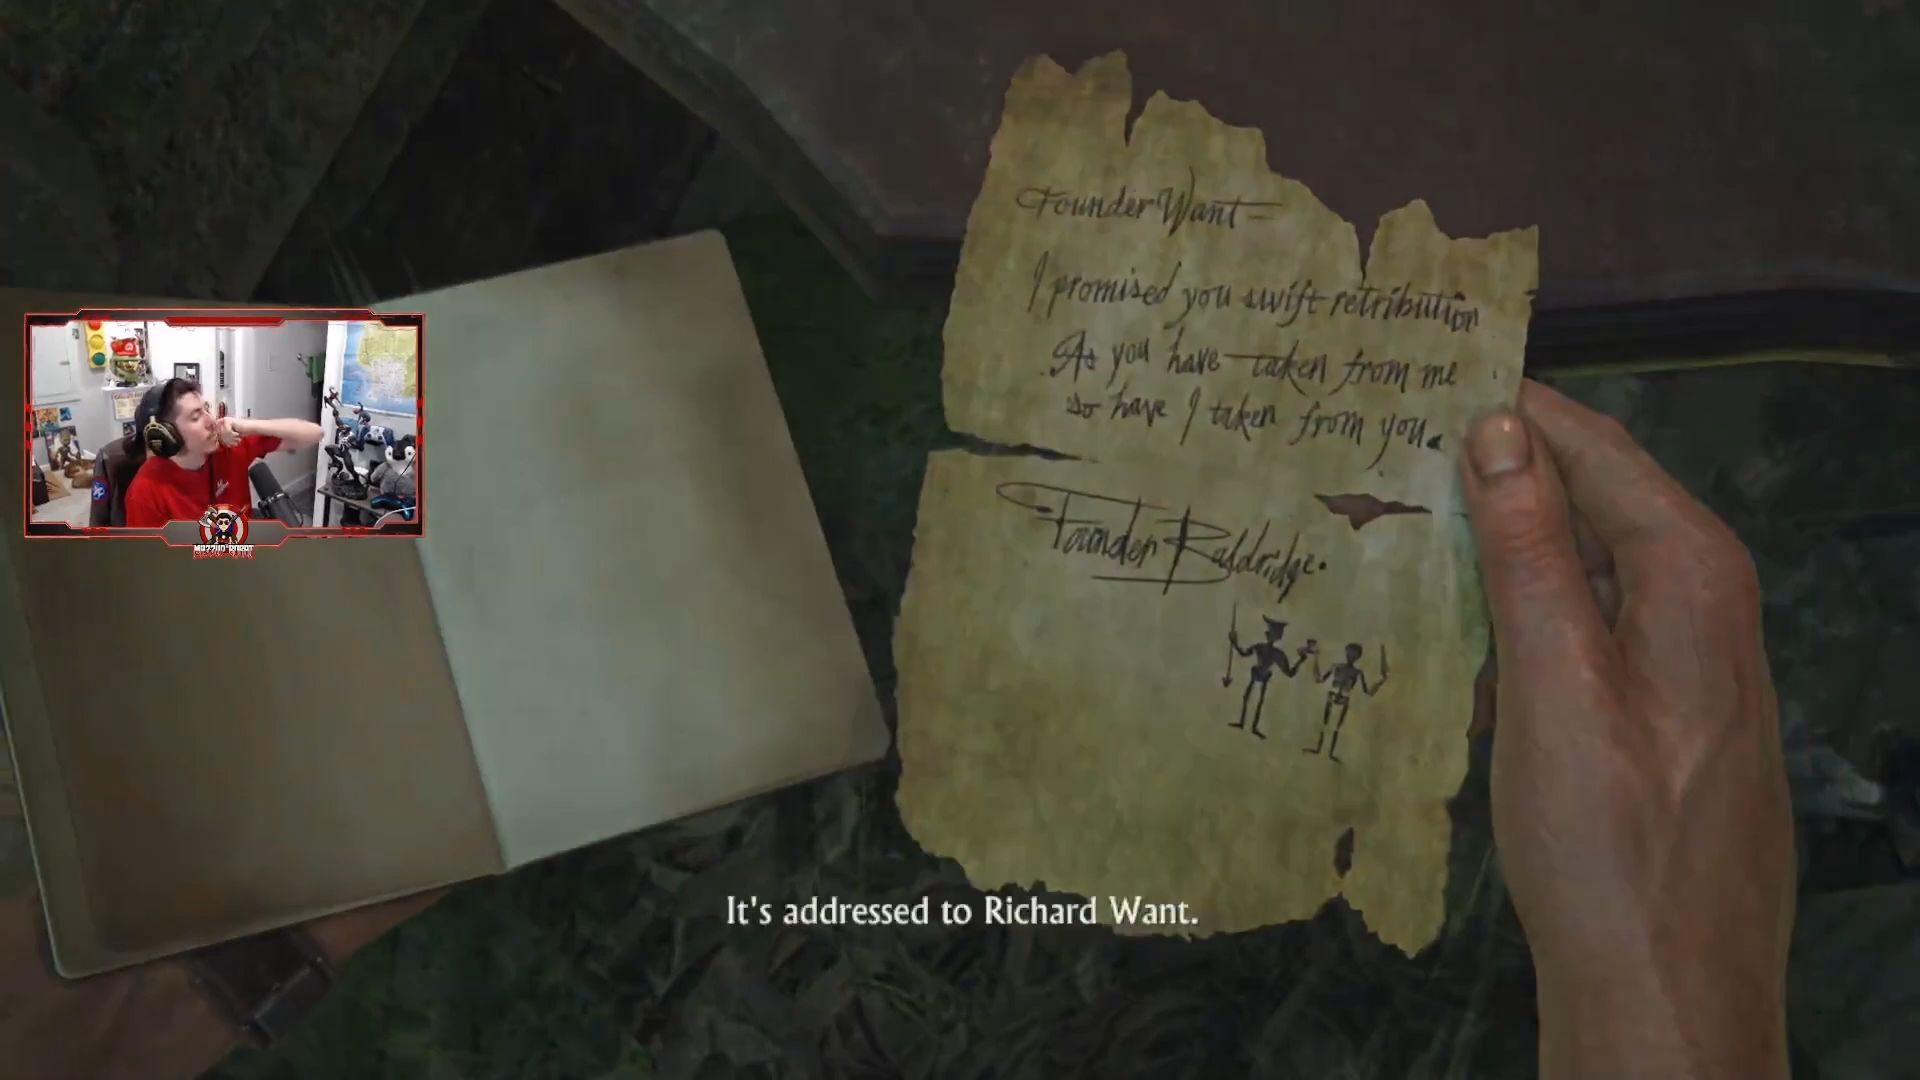 Founder Want—
I promised you swift retribution
As you have taken from me
so have I taken from you.
Founder Baldridge.
It's addressed to Richard Want.